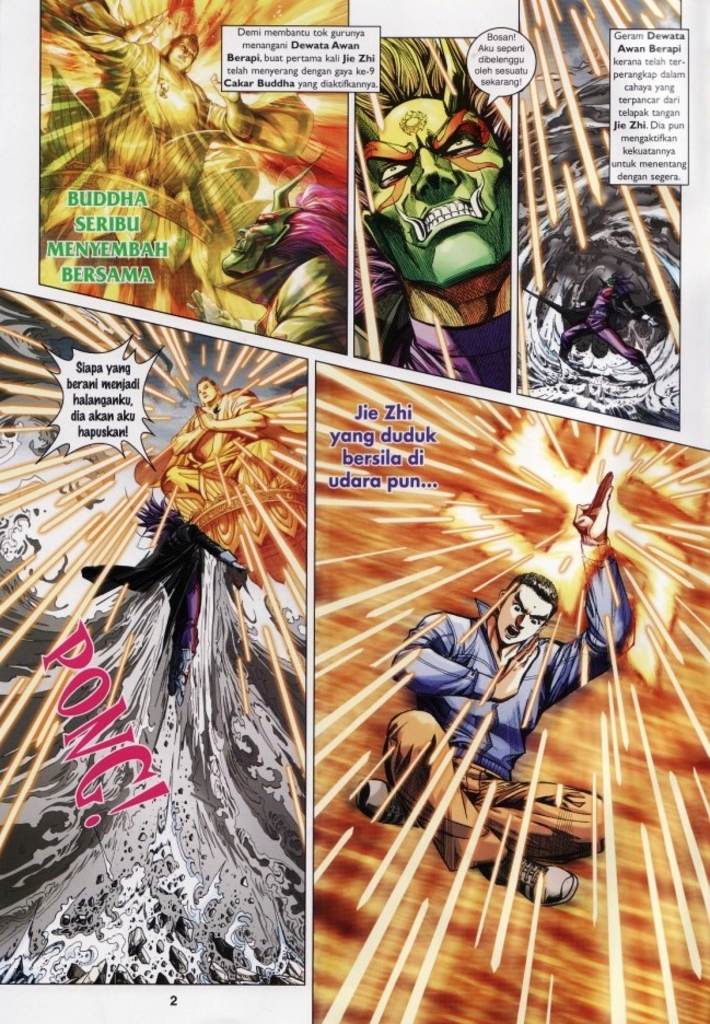 Demi membantu tok gurunya
menangani Dewata Awan
Berapi, buat pertama kali Jie Zhi
telah menyerang dengan gaya ke-9
Cakar Buddha yang diaktifkannya.
BUDDHA
SERIBU
MENYEMBAH
BERSAMA
Bosan!
Aku seperti
dibelenggu
oleh sesuatu
sekarang!
Geram Dewata
Awan Berapi
kerana telah ter-
perangkap dalam
cahaya yang
terpancar dari
telapak tangan
Jie Zhi. Dia pun
mengaktifkan
kekuatannya
untuk menentang
dengan segera.
Siapa yang
berani menjadi
halanganku,
dia akan aku
hapuskan!
PONG!
Jie Zhi
yang duduk
bersila di
udara pun...
2